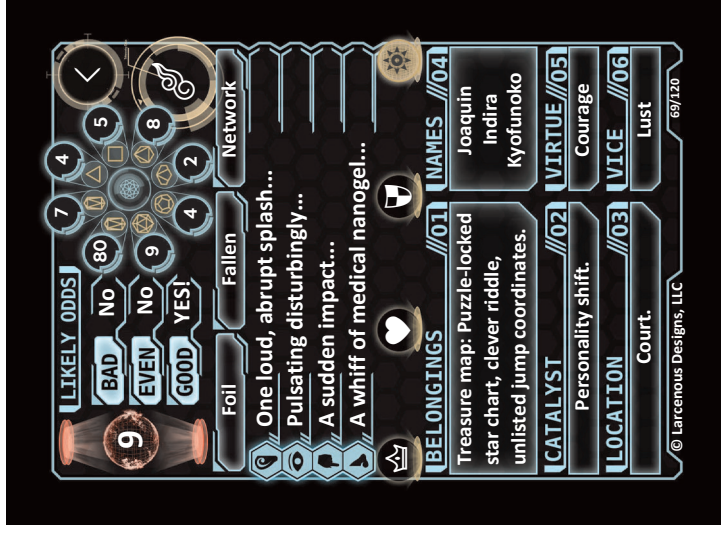 9
LIKELY ODDS
BAD No
EVEN No
GOOD YES!
80
7
4
5
8
2
4
9
Foil
Fallen
Network
One loud, abrupt splash...
Pulsating disturbingly...
A sudden impact...
A whiff of medical nanogel...
BELONGINGS //01
Treasure map: Puzzle-locked
star chart, clever riddle,
unlisted jump coordinates.
NAMES //04
Joaquin
Indira
Kyofunoko
CATALYST //02
Personality shift.
VIRTUE //05
Courage
LOCATION //03
Court.
VICE //06
Lust
© Larcenous Designs, LLC
69/120